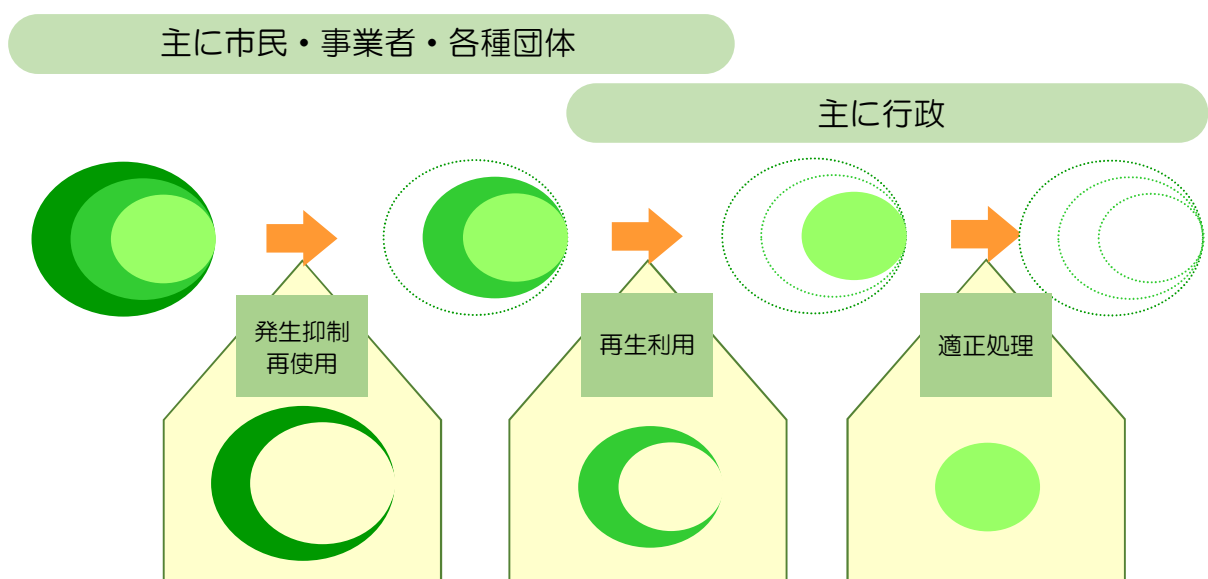 主に市民・事業者・各種団体
主に行政
発生抑制
再使用
再生利用
適正処理